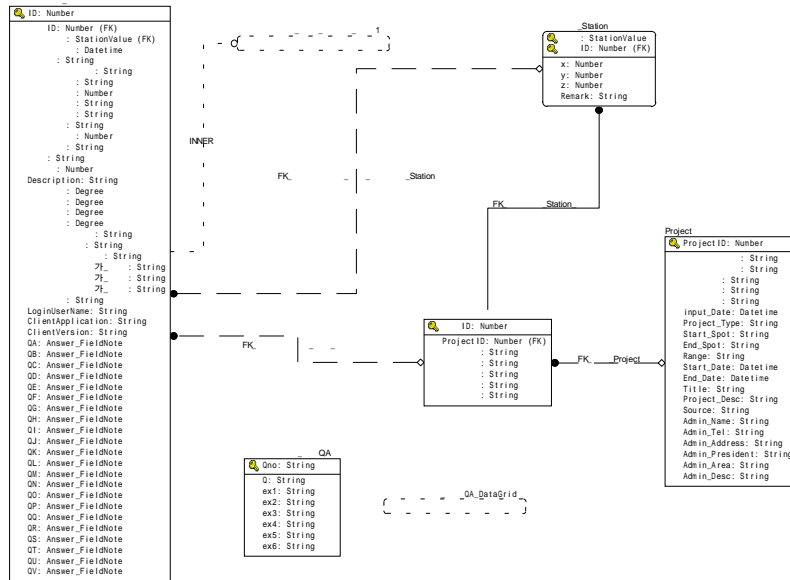 ID: Number
ID: Number (FK)
: StationValue (FK)
: Datetime
: String
: String
: String
: Number
: String
: String
: String
: Number
: String
: String
: Number
Description: String
: Degree
: Degree
: Degree
: Degree
: String
: String
: String
가_ : String
가_ : String
가_ : String
: String
LoginUserName: String
ClientApplication: String
ClientVersion: String
QA: Answer_FieldNote
QB: Answer_FieldNote
QC: Answer_FieldNote
QD: Answer_FieldNote
QE: Answer_FieldNote
QF: Answer_FieldNote
QG: Answer_FieldNote
QH: Answer_FieldNote
QI: Answer_FieldNote
QJ: Answer_FieldNote
QK: Answer_FieldNote
QL: Answer_FieldNote
QM: Answer_FieldNote
QN: Answer_FieldNote
QO: Answer_FieldNote
QP: Answer_FieldNote
QQ: Answer_FieldNote
QR: Answer_FieldNote
QS: Answer_FieldNote
QT: Answer_FieldNote
QU: Answer_FieldNote
QV: Answer_FieldNote
_ _ _ _ 1
INNER
FK_ _ _ _Station
FK_ _ _ _
_Station
: StationValue
ID: Number (FK)
x: Number
y: Number
z: Number
Remark: String
FK_ _Station_
ID: Number
ProjectID: Number (FK)
: String
: String
: String
: String
: String
FK_ _Project
Project
ProjectID: Number
: String
: String
: String
: String
: String
input_Date: Datetime
Project_Type: String
Start_Spot: String
End_Spot: String
Range: String
Start_Date: Datetime
End_Date: Datetime
Title: String
Project_Desc: String
Source: String
Admin_Name: String
Admin_Tel: String
Admin_Address: String
Admin_President: String
Admin_Area: String
Admin_Desc: String
_ QA
Qno: String
Q: String
ex1: String
ex2: String
ex3: String
ex4: String
ex5: String
ex6: String
_QA_DataGrid_